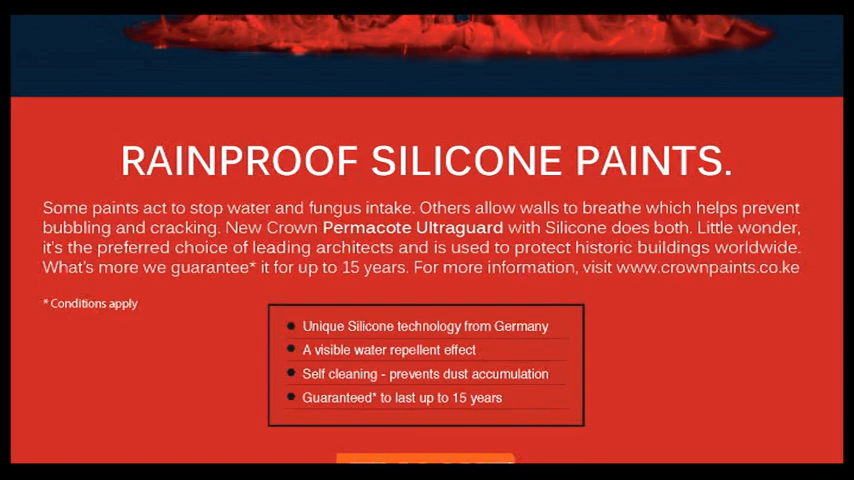 RAINPROOF SILICONE PAINTS.
Some paints act to stop water and fungus intake. Others allow walls to breathe which helps prevent
bubbling and cracking. New Crown Permacote Ultraguard with Silicone does both. Little wonder,
it's the preferred choice of leading architects and is used to protect historic buildings worldwide.
What's more we guarantee* it for up to 15 years. For more information, visit www.crownpaints.co.ke
* Conditions apply
Unique Silicone technology from Germany
A visible water repellent effect
Self cleaning - prevents dust accumulation
Guaranteed* to last up to 15 years